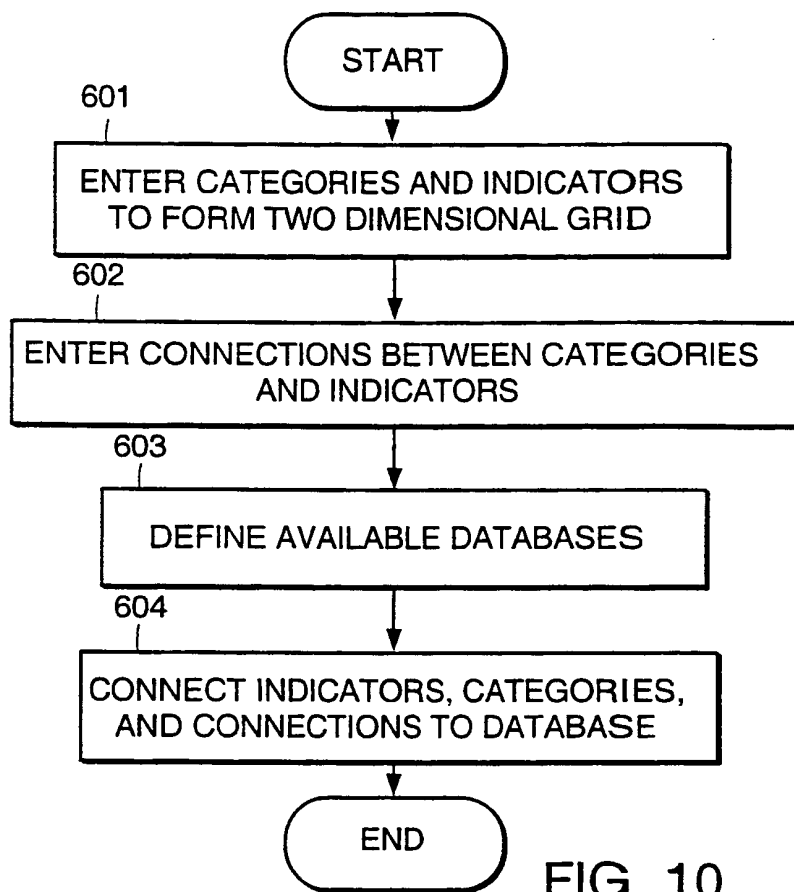 START
601
ENTER CATEGORIES AND INDICATORS
TO FORM TWO DIMENSIONAL GRID
602
ENTER CONNECTIONS BETWEEN CATEGORIES
AND INDICATORS
603
DEFINE AVAILABLE DATABASES
604
CONNECT INDICATORS, CATEGORIES,
AND CONNECTIONS TO DATABASE
END
FIG. 10